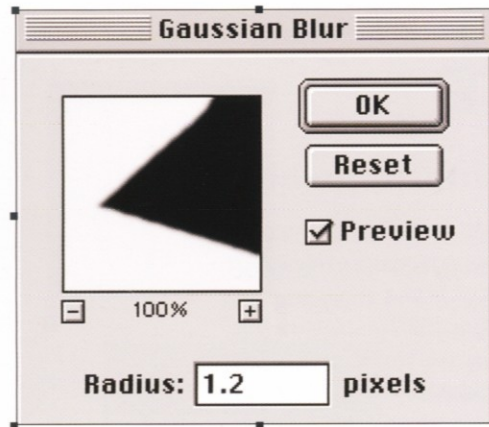 Gaussian Blur
OK
Reset
Preview
100%
Radius: 1.2 pixels